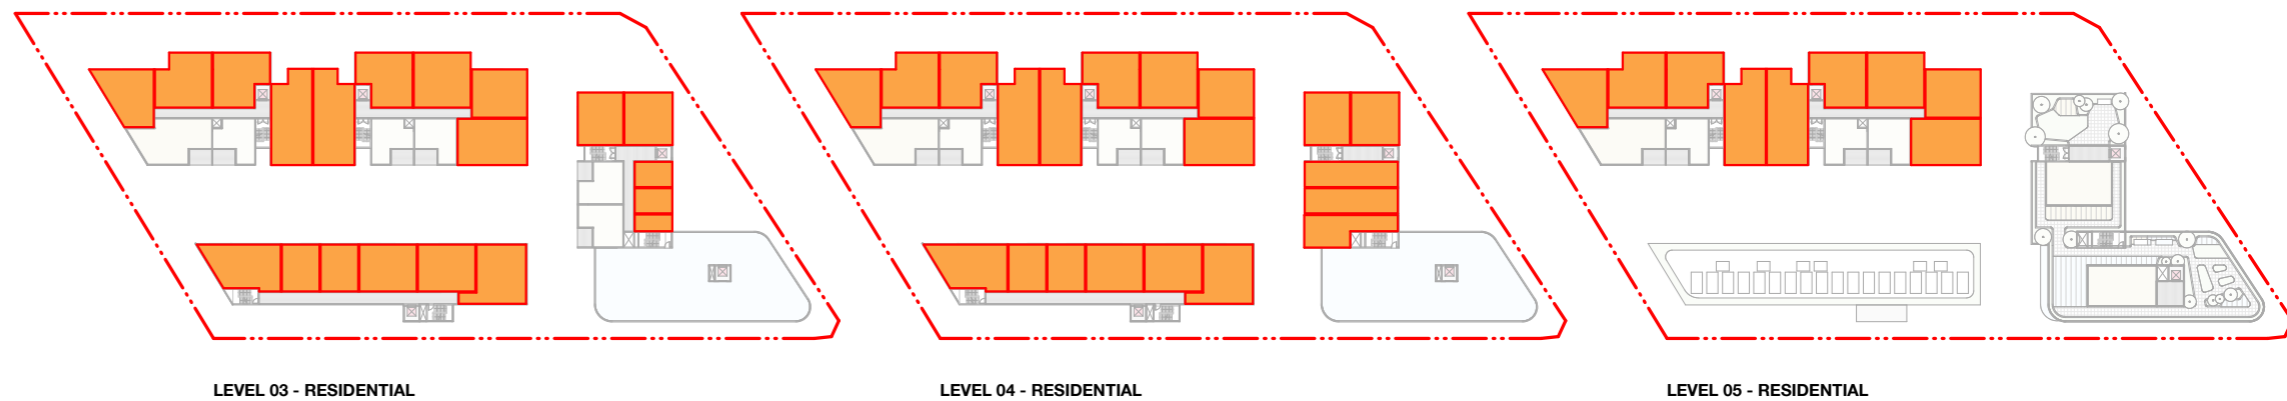 LEVEL 03 - RESIDENTIAL
LEVEL 04 - RESIDENTIAL
LEVEL 05 - RESIDENTIAL